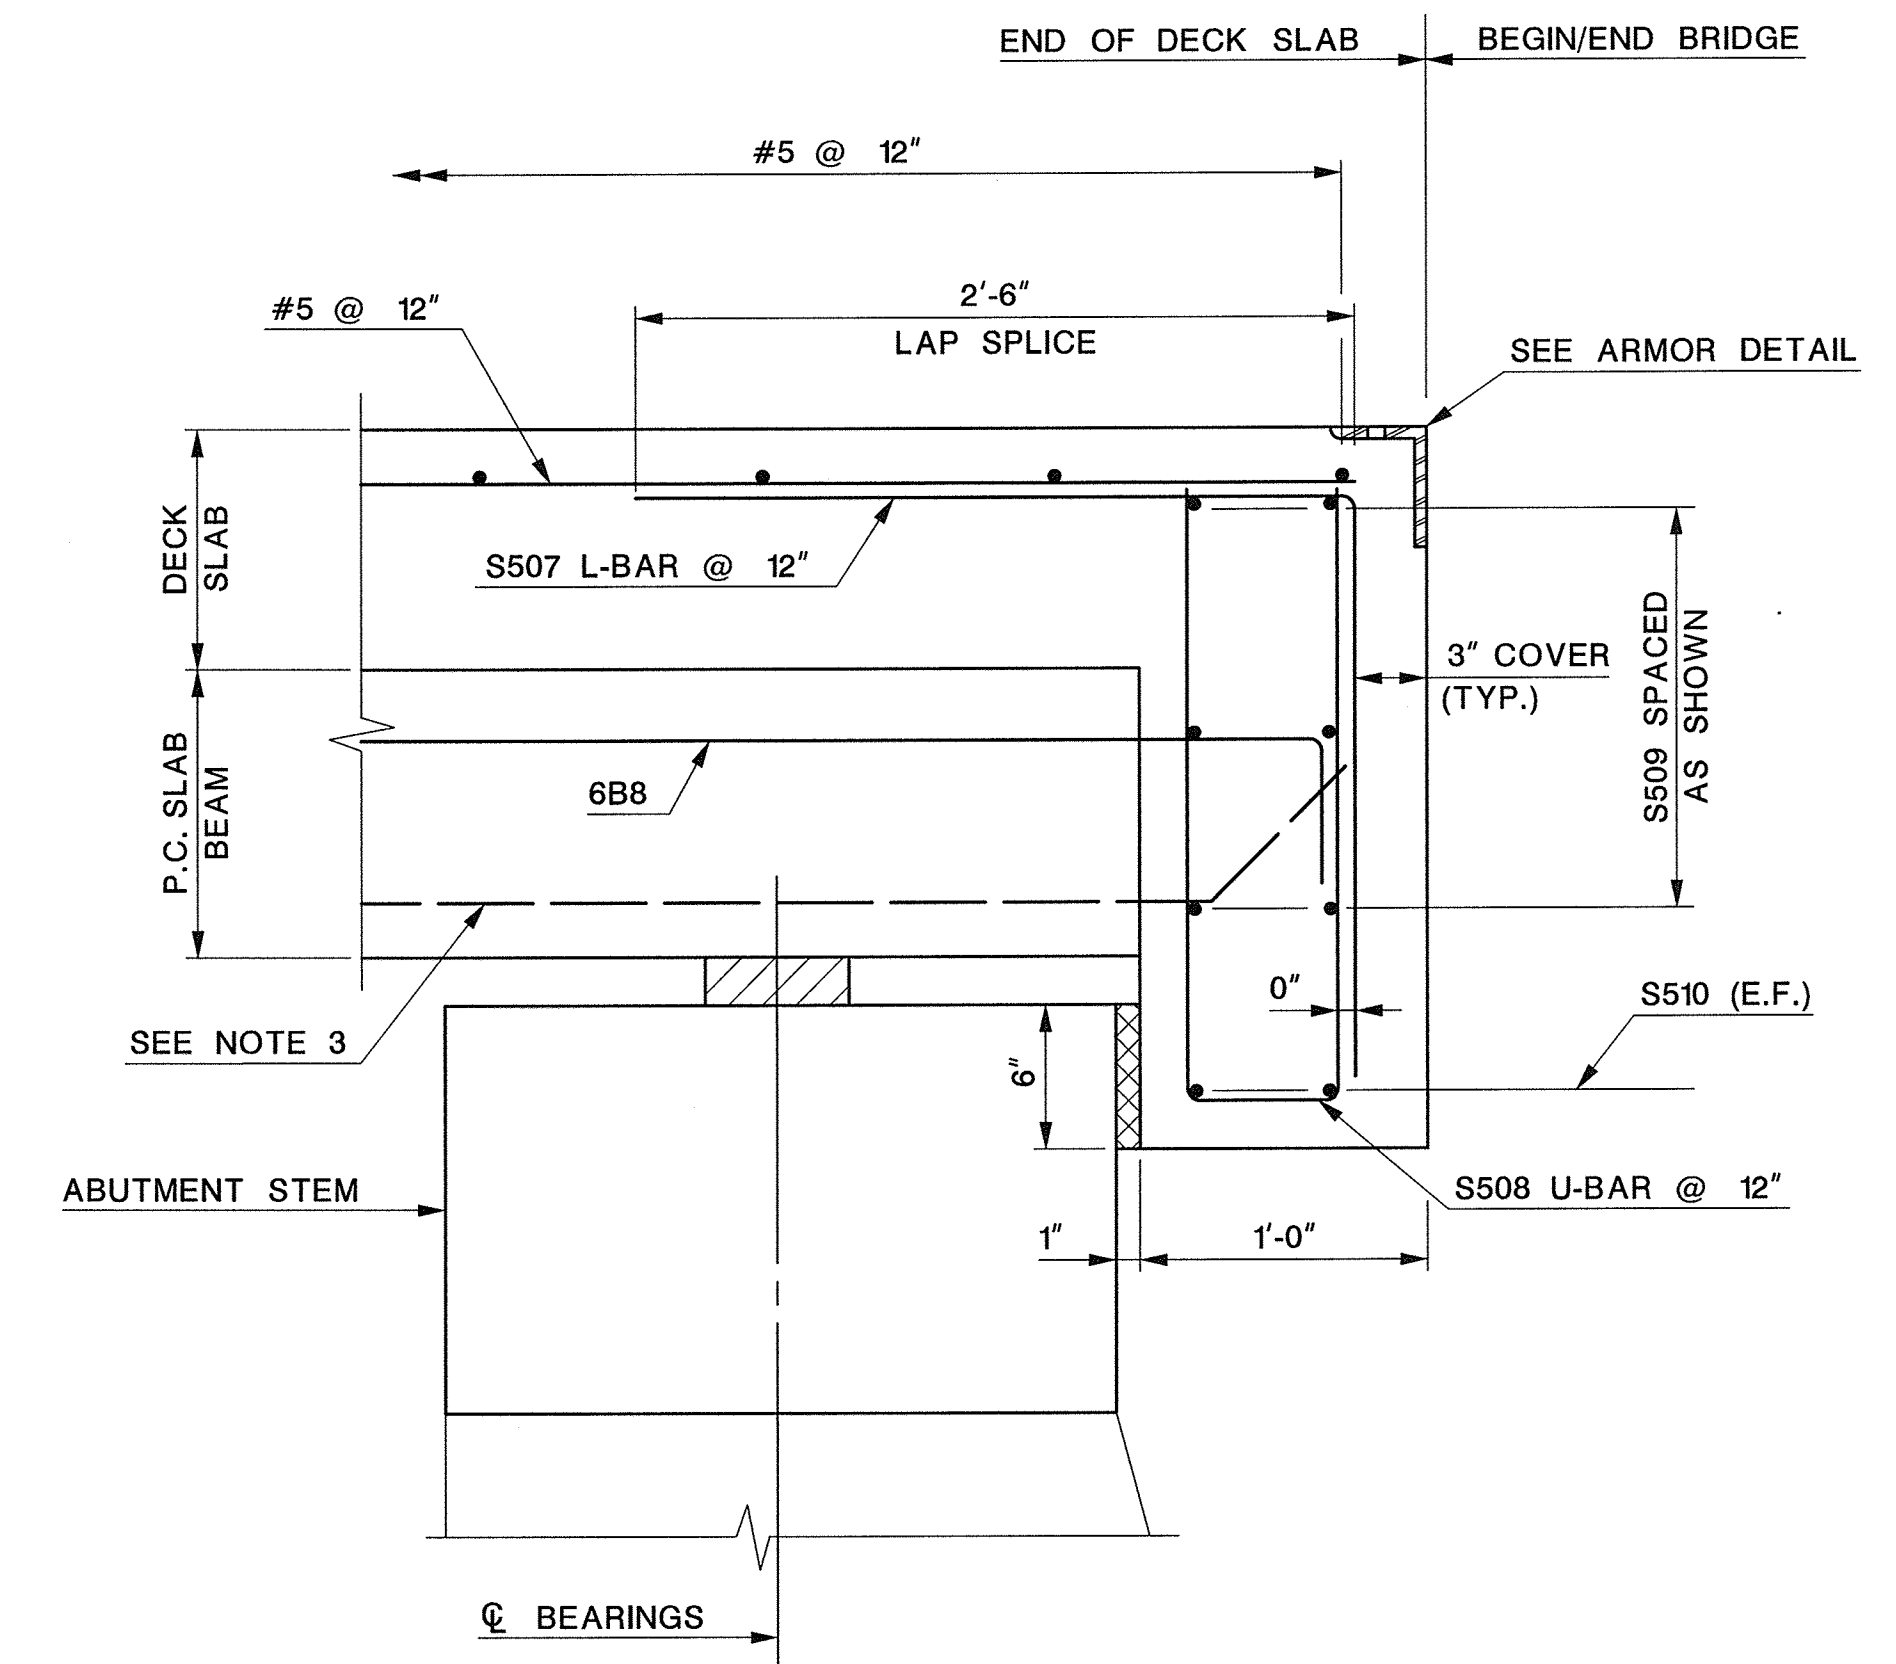 END OF DECK SLAB
BEGIN/END BRIDGE
#5 @ 12"
#5 @ 12"
2'-6"
LAP SPLICE
SEE ARMOR DETAIL
DECK
SLAB
S507 L-BAR @ 12"
3" COVER
(TYP.)
S509 SPACED
AS SHOWN
P.C. SLAB
BEAM
6B8
0"
S510 (E.F.)
SEE NOTE 3
6"
ABUTMENT STEM
S508 U-BAR @ 12"
1"
1'-0"
℄ BEARINGS